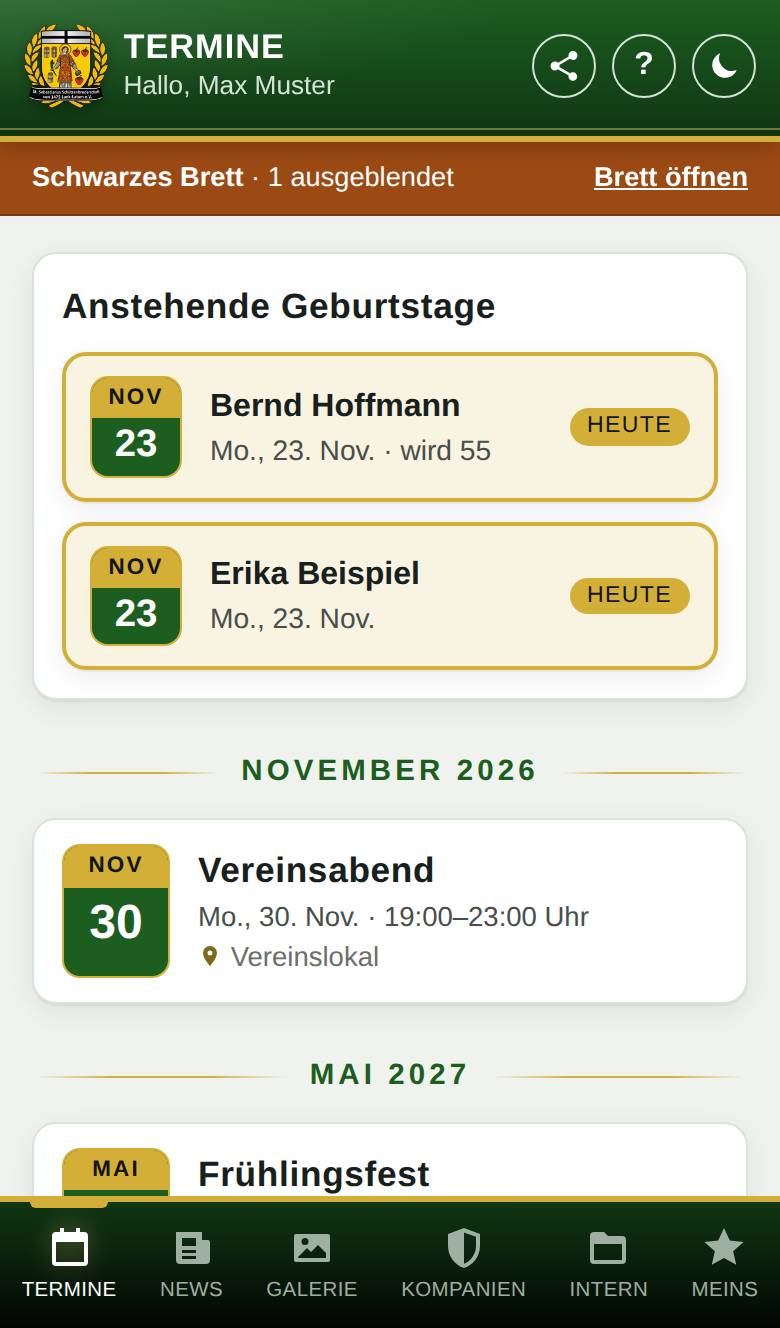 TERMINE
Hallo, Max Muster
?
Schwarzes Brett · 1 ausgeblendet
Brett öffnen
Anstehende Geburtstage
NOV
23
Bernd Hoffmann
Mo., 23. Nov. · wird 55
HEUTE
NOV
23
Erika Beispiel
Mo., 23. Nov.
HEUTE
NOVEMBER 2026
NOV
30
Vereinsabend
Mo., 30. Nov. · 19:00–23:00 Uhr
Vereinslokal
MAI 2027
MAI
Frühlingsfest
TERMINE
NEWS
GALERIE
KOMPANIEN
INTERN
MEINS